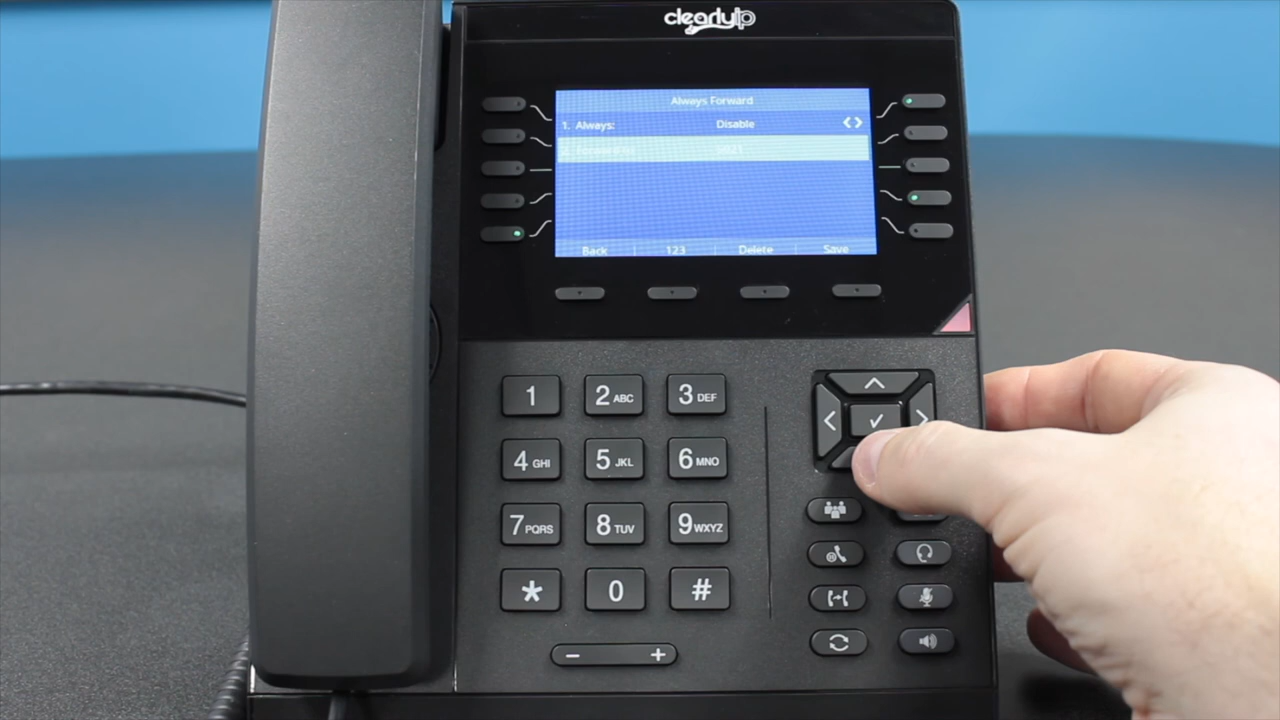 clearlyip
Always Forward
1. Always: Disable
Back 123 Delete Save
1 2 ABC 3 DEF
4 GHI 5 JKL 6 MNO
7 PQRS 8 TUV 9 WXYZ
* 0 #
- +